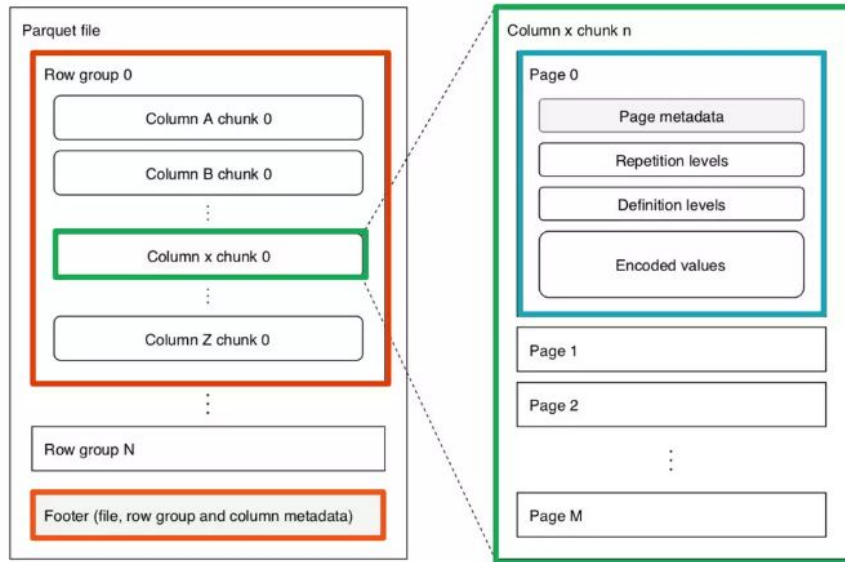 Parquet file
Row group 0
Column A chunk 0
Column B chunk 0
Column x chunk 0
Column Z chunk 0
Row group N
Footer (file, row group and column metadata)
Column x chunk n
Page 0
Page metadata
Repetition levels
Definition levels
Encoded values
Page 1
Page 2
Page M